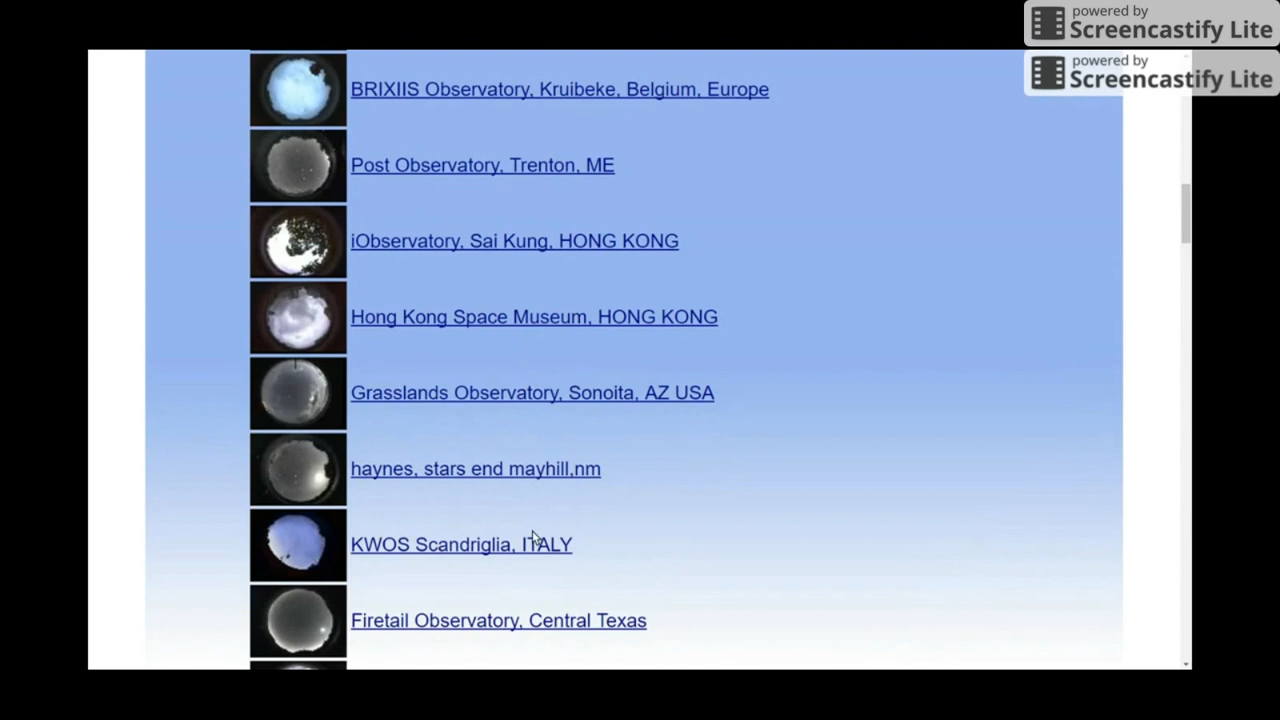 powered by
Screencastify Lite
powered by
Screencastify Lite
BRIXIIS Observatory, Kruibeke, Belgium, Europe
Post Observatory, Trenton, ME
iObservatory, Sai Kung, HONG KONG
Hong Kong Space Museum, HONG KONG
Grasslands Observatory, Sonoita, AZ USA
haynes, stars end mayhill,nm
KWOS Scandriglia, ITALY
Firetail Observatory, Central Texas